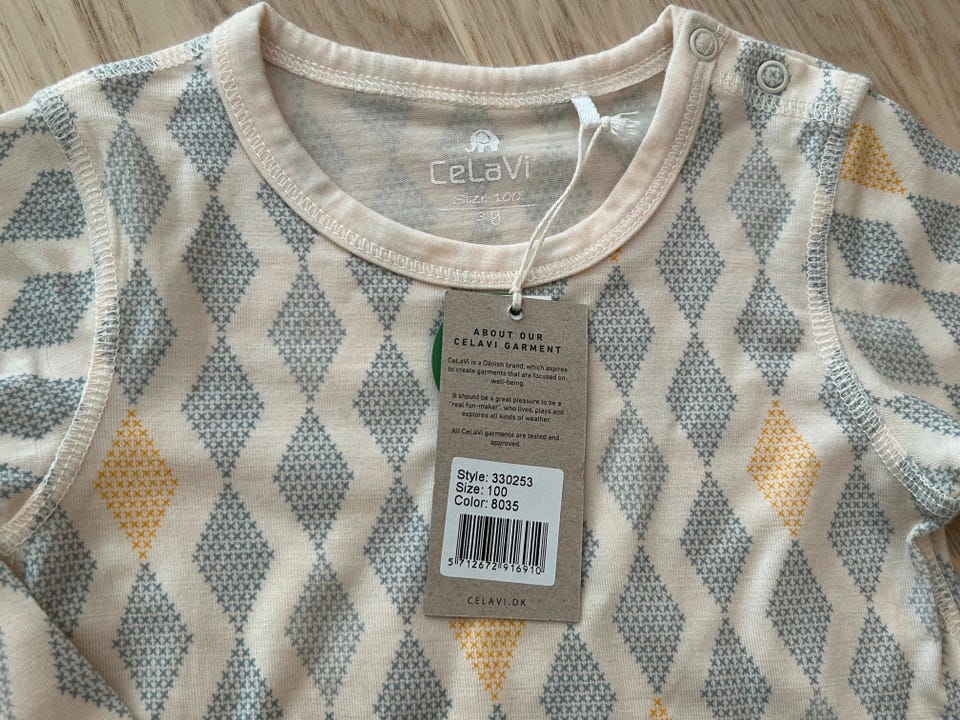 CeLaVi
Size 100
3 y
ABOUT OUR
CELAVI GARMENT
CeLaVi is a Danish brand, which aspires
to create garments that are focused on
well-being.
It should be a great pleasure to be a
"real fun-maker", who lives, plays and
explores all kinds of weather.
All CeLaVi garments are tested and
approved.
Style: 330253
Size: 100
Color: 8035
5 712672 916910
CELAVI.DK